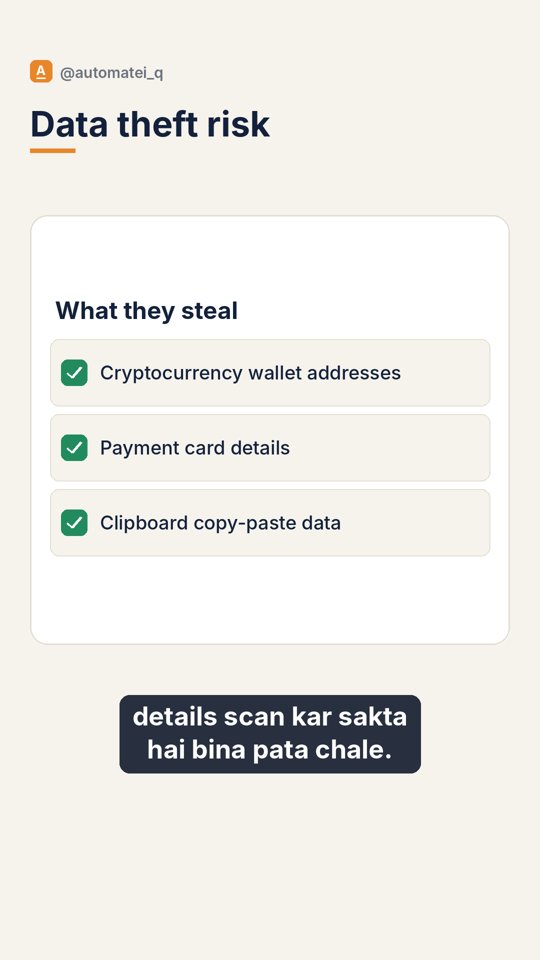 A
@automatei_q
Data theft risk
What they steal
Cryptocurrency wallet addresses
Payment card details
Clipboard copy-paste data
details scan kar sakta
hai bina pata chale.